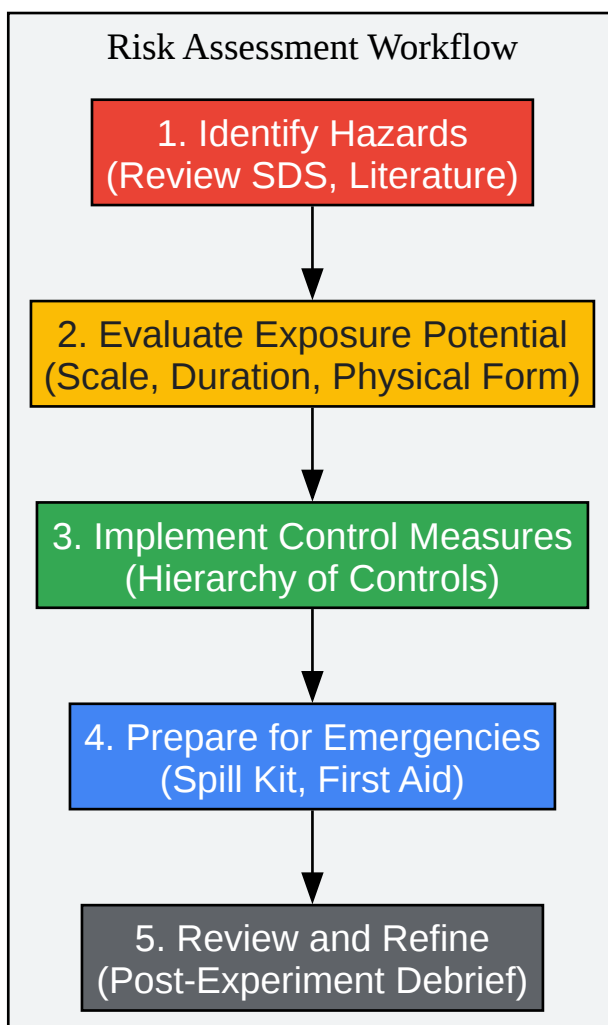 Risk Assessment Workflow
1. Identify Hazards
(Review SDS, Literature)
2. Evaluate Exposure Potential
(Scale, Duration, Physical Form)
3. Implement Control Measures
(Hierarchy of Controls)
4. Prepare for Emergencies
(Spill Kit, First Aid)
5. Review and Refine
(Post-Experiment Debrief)